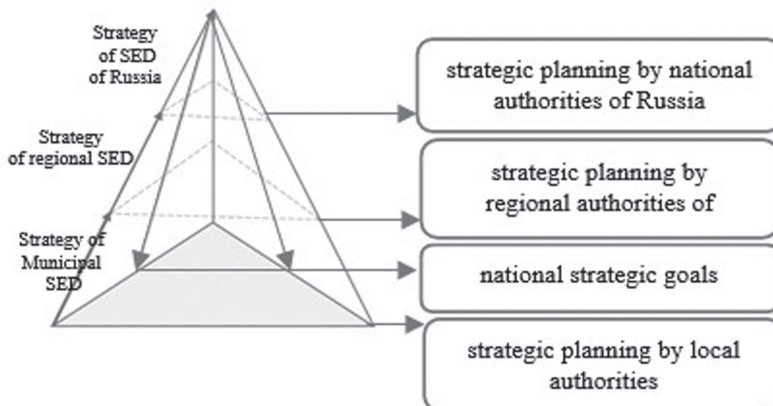 Strategy
of SED
of Russia
Strategy
of regional SED
Strategy of
Municipal
SED
strategic planning by national
authorities of Russia
strategic planning by
regional authorities of
national strategic goals
strategic planning by local
authorities